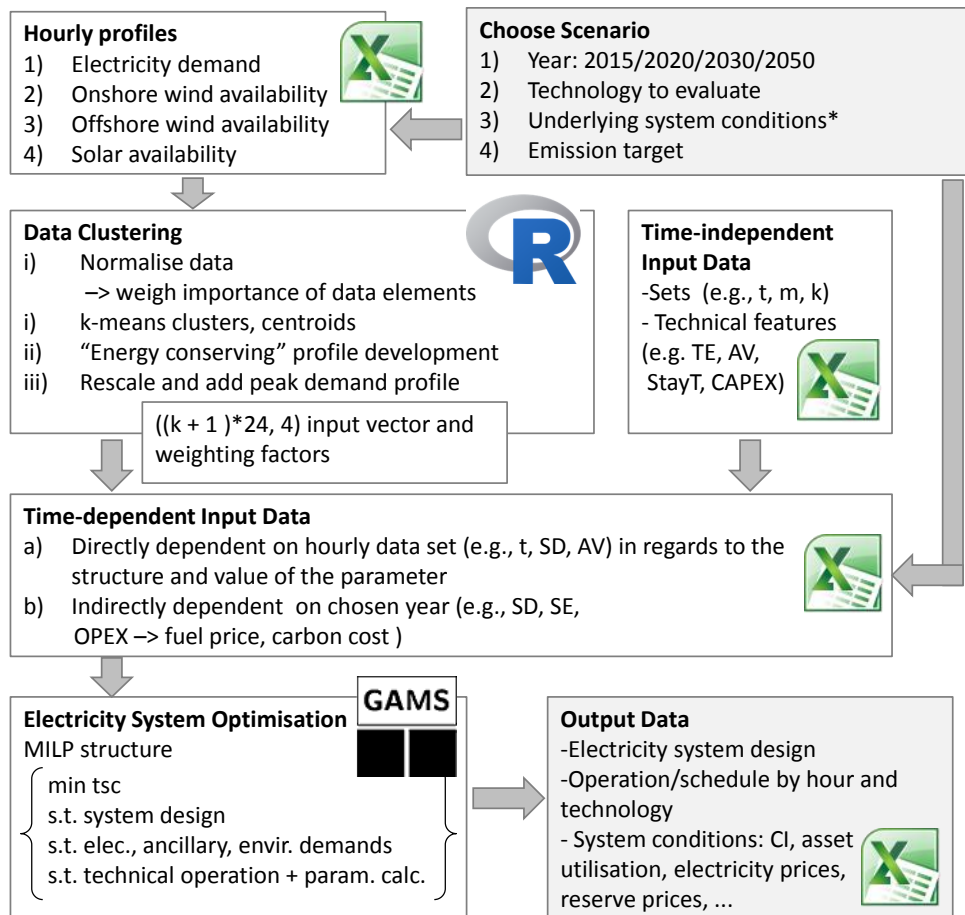 Hourly profiles
1) Electricity demand
2) Onshore wind availability
3) Offshore wind availability
4) Solar availability
Choose Scenario
1) Year: 2015/2020/2030/2050
2) Technology to evaluate
3) Underlying system conditions*
4) Emission target
Data Clustering
i) Normalise data
–> weigh importance of data elements
i) k-means clusters, centroids
ii) “Energy conserving” profile development
iii) Rescale and add peak demand profile
R
((k + 1 )*24, 4) input vector and
weighting factors
Time-independent
Input Data
-Sets (e.g., t, m, k)
- Technical features
(e.g. TE, AV,
StayT, CAPEX)
Time-dependent Input Data
a) Directly dependent on hourly data set (e.g., t, SD, AV) in regards to the
structure and value of the parameter
b) Indirectly dependent on chosen year (e.g., SD, SE,
OPEX –> fuel price, carbon cost )
Electricity System Optimisation
MILP structure
min tsc
s.t. system design
s.t. elec., ancillary, envir. demands
s.t. technical operation + param. calc.
GAMS
Output Data
-Electricity system design
-Operation/schedule by hour and
technology
- System conditions: CI, asset
utilisation, electricity prices,
reserve prices, ...
X
X
X
X